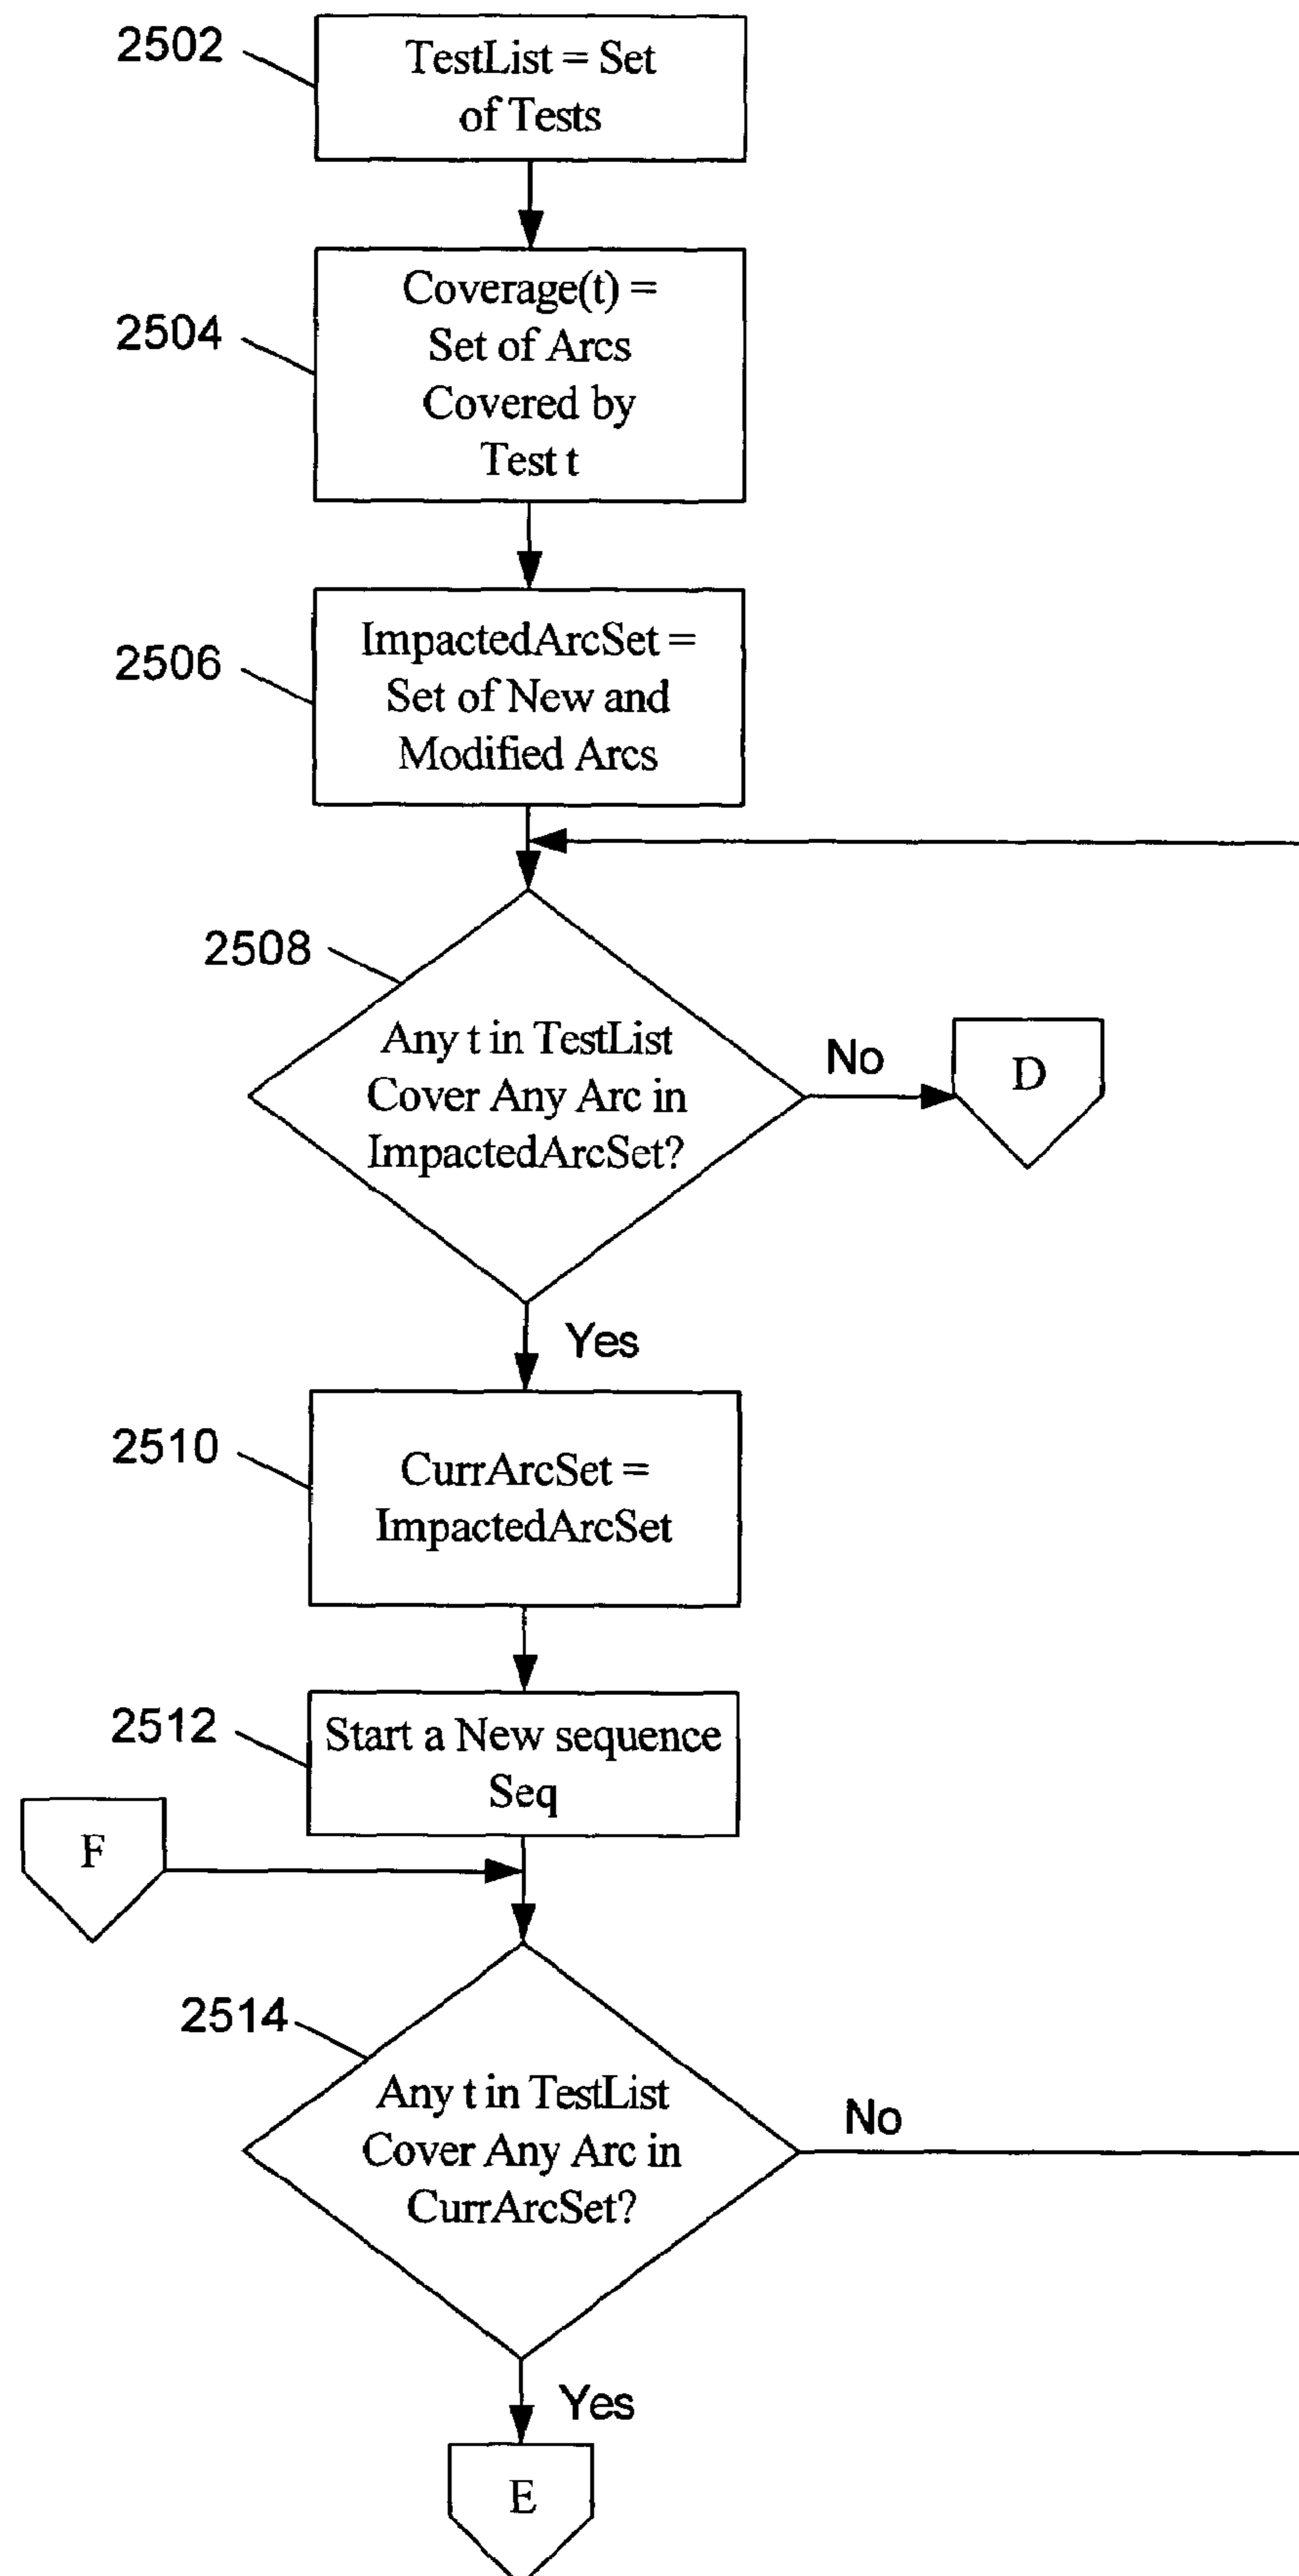 2502
TestList = Set
of Tests
2504
Coverage(t) =
Set of Arcs
Covered by
Test t
2506
ImpactedArcSet =
Set of New and
Modified Arcs
2508
Any t in TestList
Cover Any Arc in
ImpactedArcSet?
No
D
Yes
2510
CurrArcSet =
ImpactedArcSet
2512
Start a New sequence
Seq
F
2514
Any t in TestList
Cover Any Arc in
CurrArcSet?
No
Yes
E